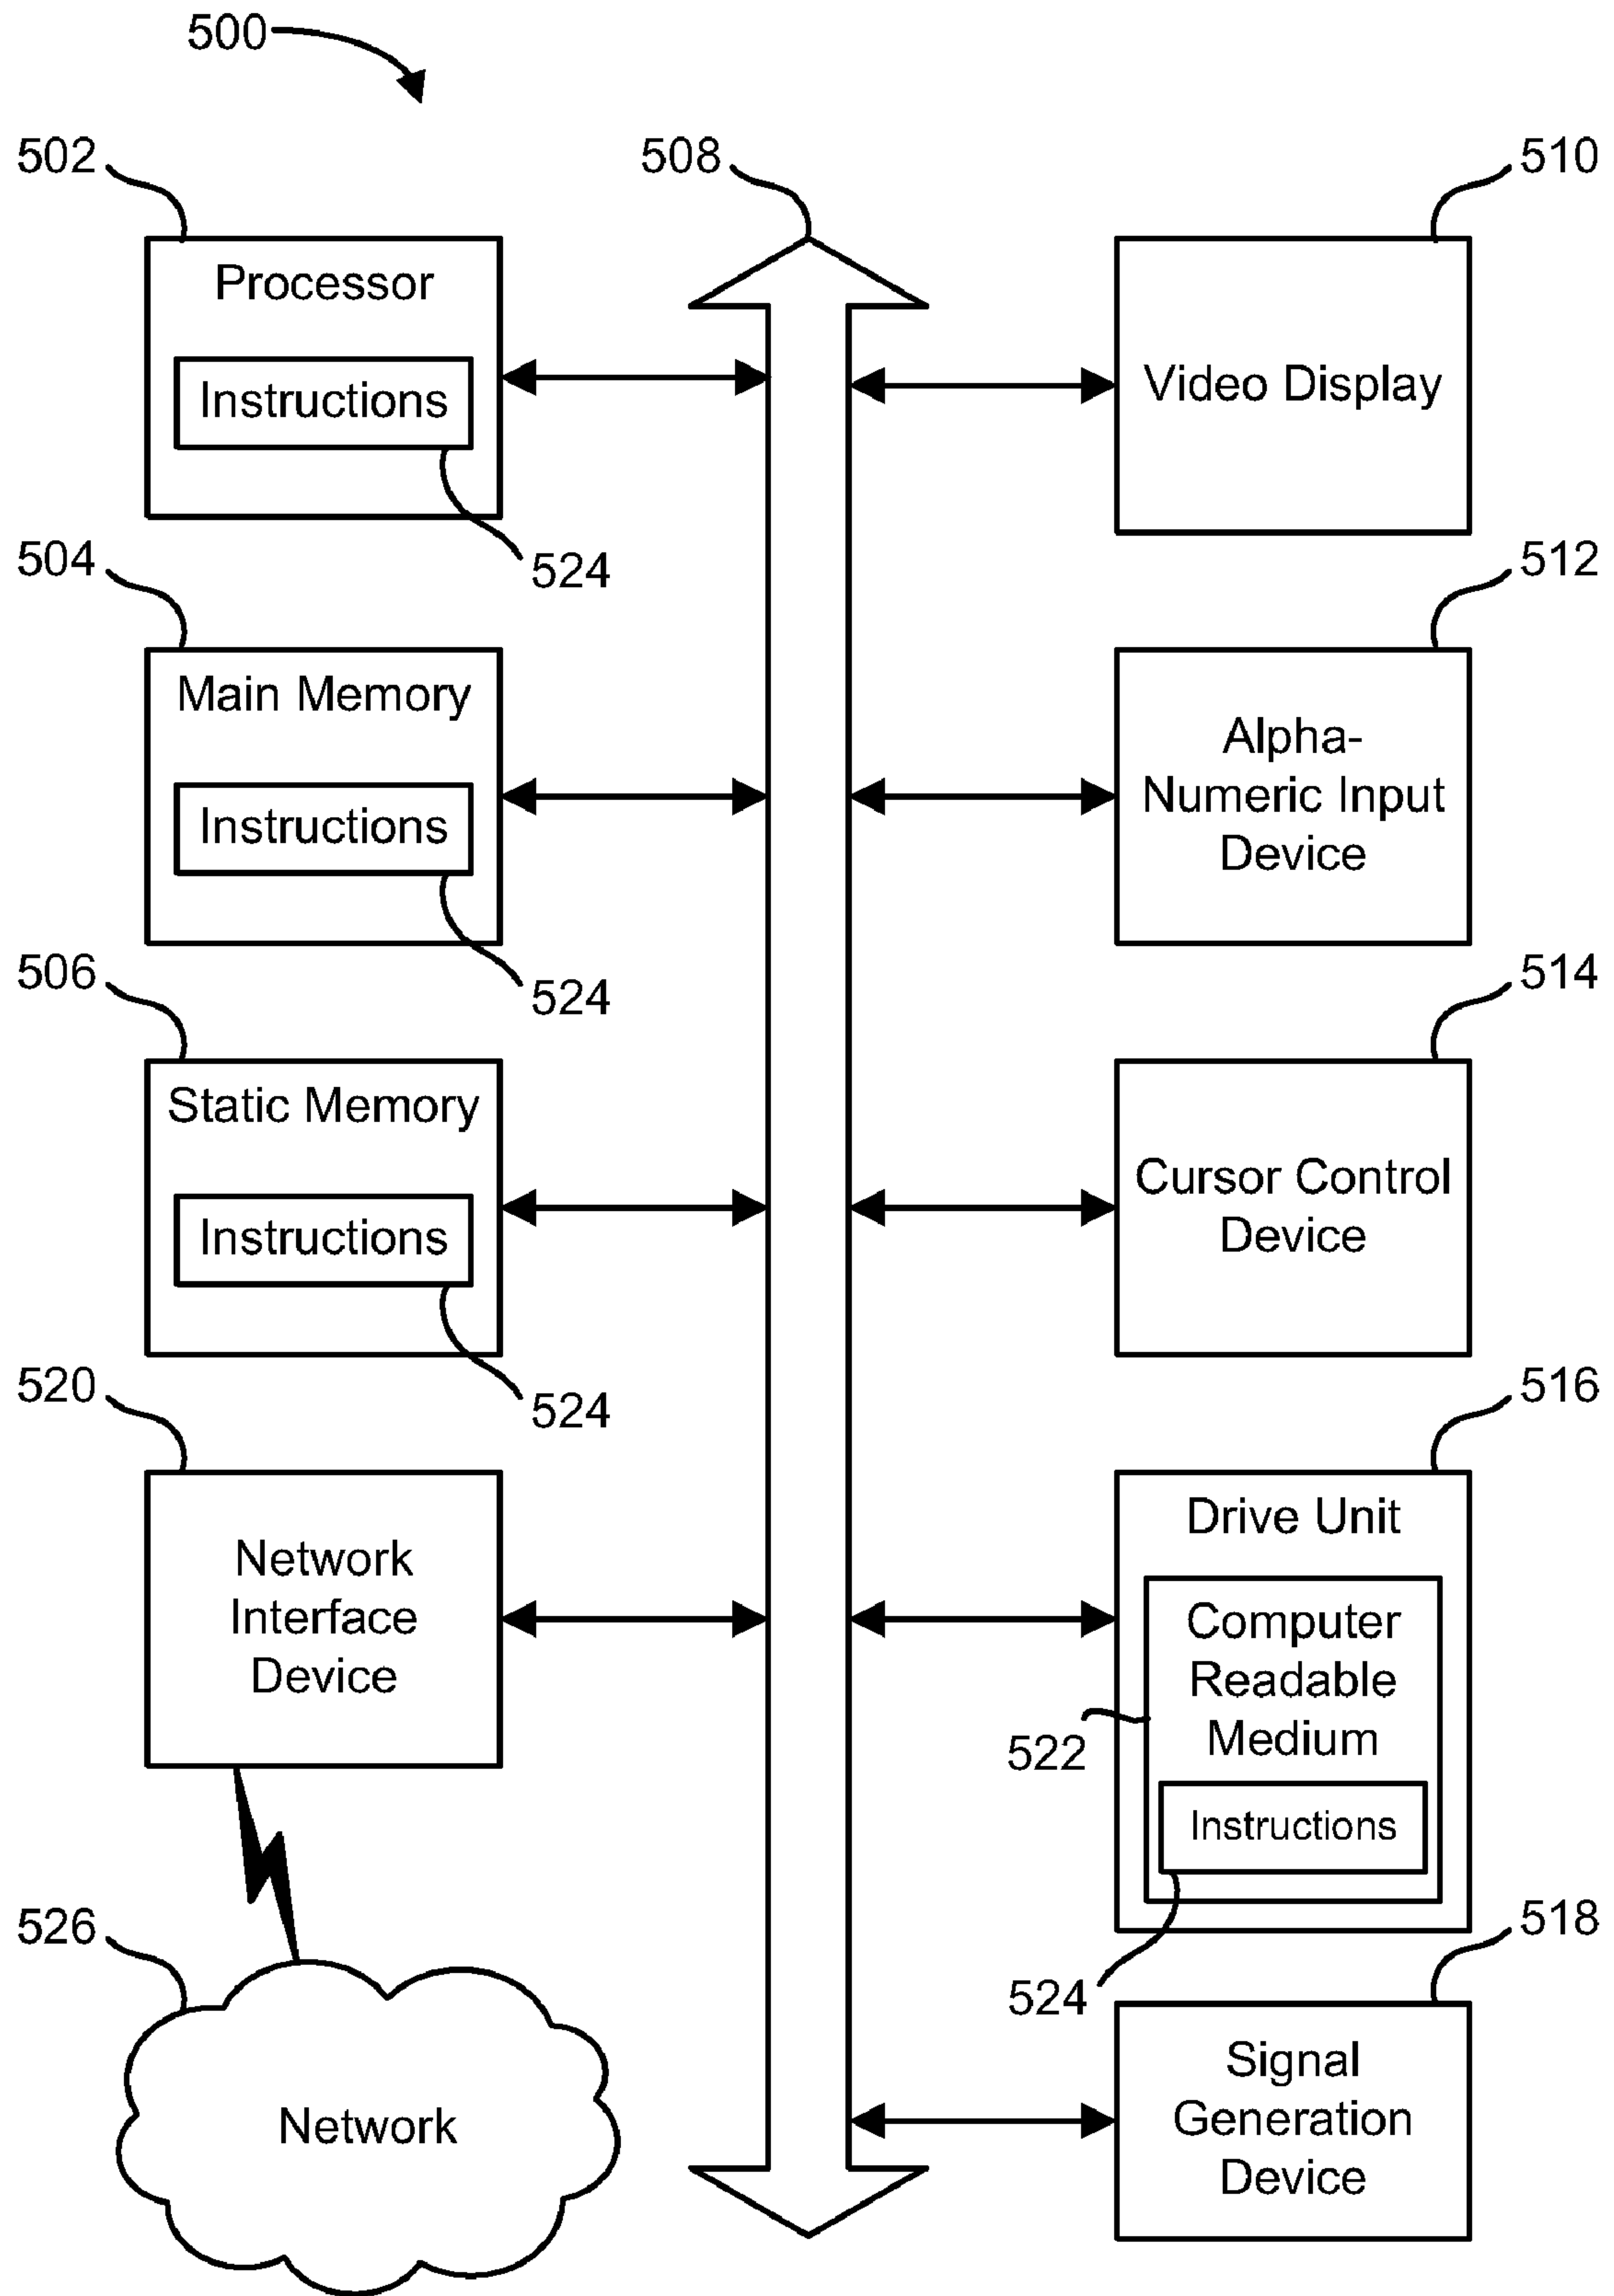 500
502
508
510
Processor
Instructions
Video Display
524
504
512
Main Memory
Instructions
Alpha-
Numeric Input
Device
524
506
514
Static Memory
Instructions
Cursor Control
Device
524
520
516
Network
Interface
Device
Drive Unit
Computer
Readable
Medium
522
Instructions
526
524
518
Network
Signal
Generation
Device